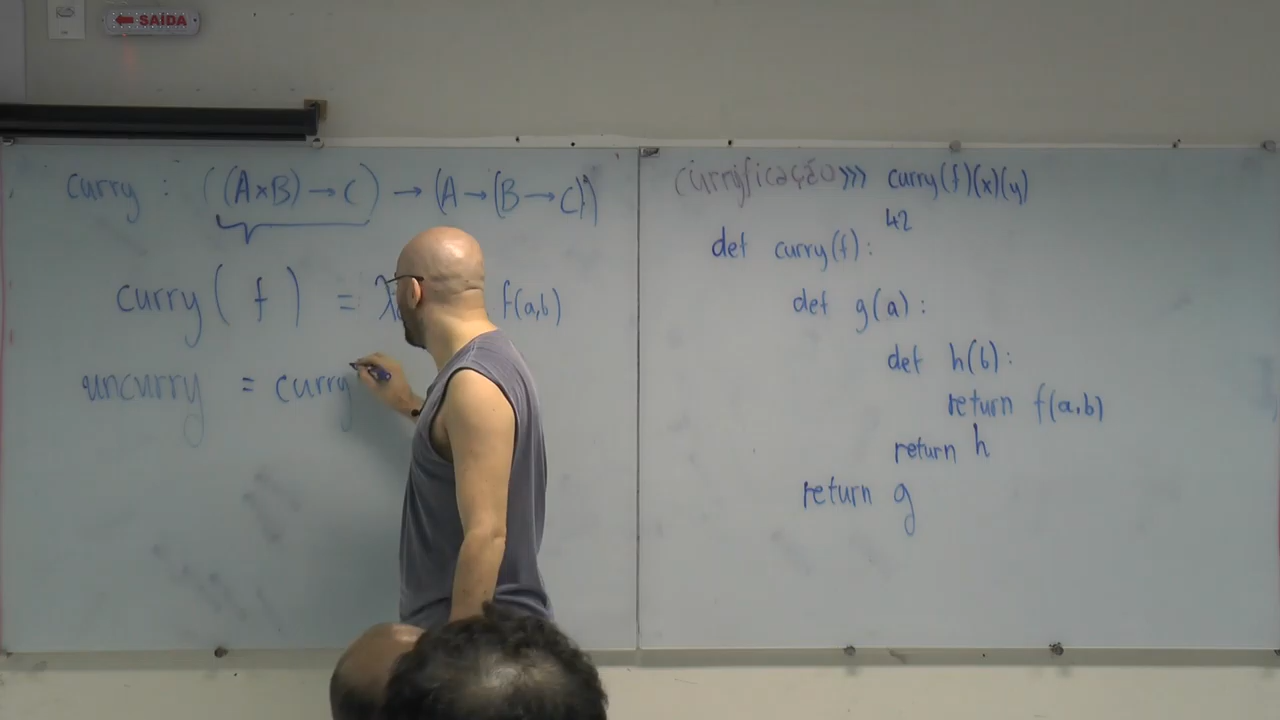 SAÍDA
curry : ((A×B) → C) → (A → (B → C))
curry ( f ) = λ f(a,b)
uncurry = curry
currificação >>> curry(f)(x)(y)
42
def curry(f):
def g(a):
def h(b):
return f(a,b)
return h
return g